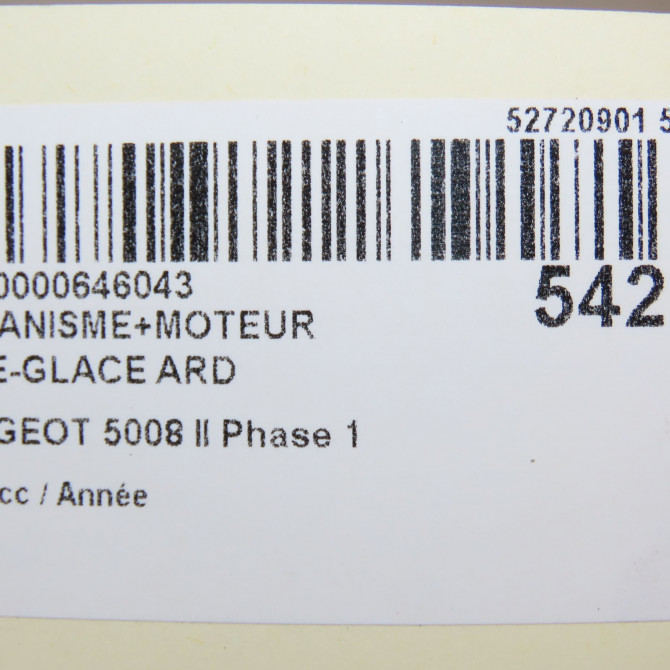 52720901 5
0000646043
542
ANISME+MOTEUR
E-GLACE ARD
GEOT 5008 II Phase 1
cc / Année